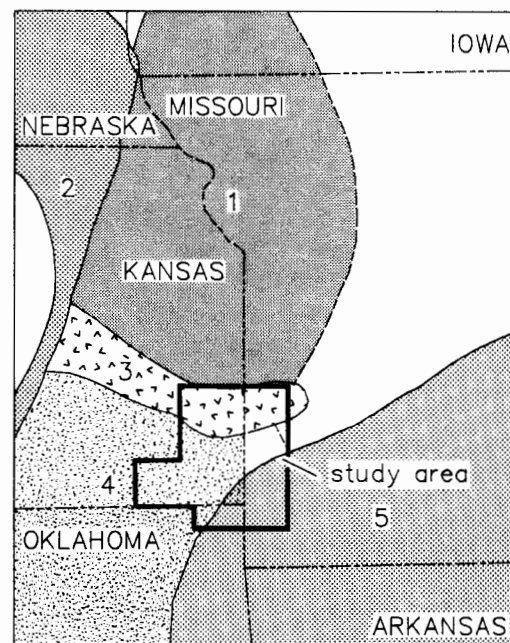 IOWA
MISSOURI
NEBRASKA
2
1
KANSAS
3
study area
4
5
OKLAHOMA
ARKANSAS